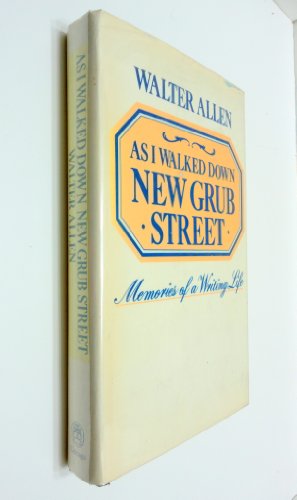 AS I WALKED DOWN NEW GRUB STREET
WALTER ALLEN
WALTER ALLEN
AS I WALKED DOWN
NEW GRUB
· STREET ·
Memories of a Writing Life